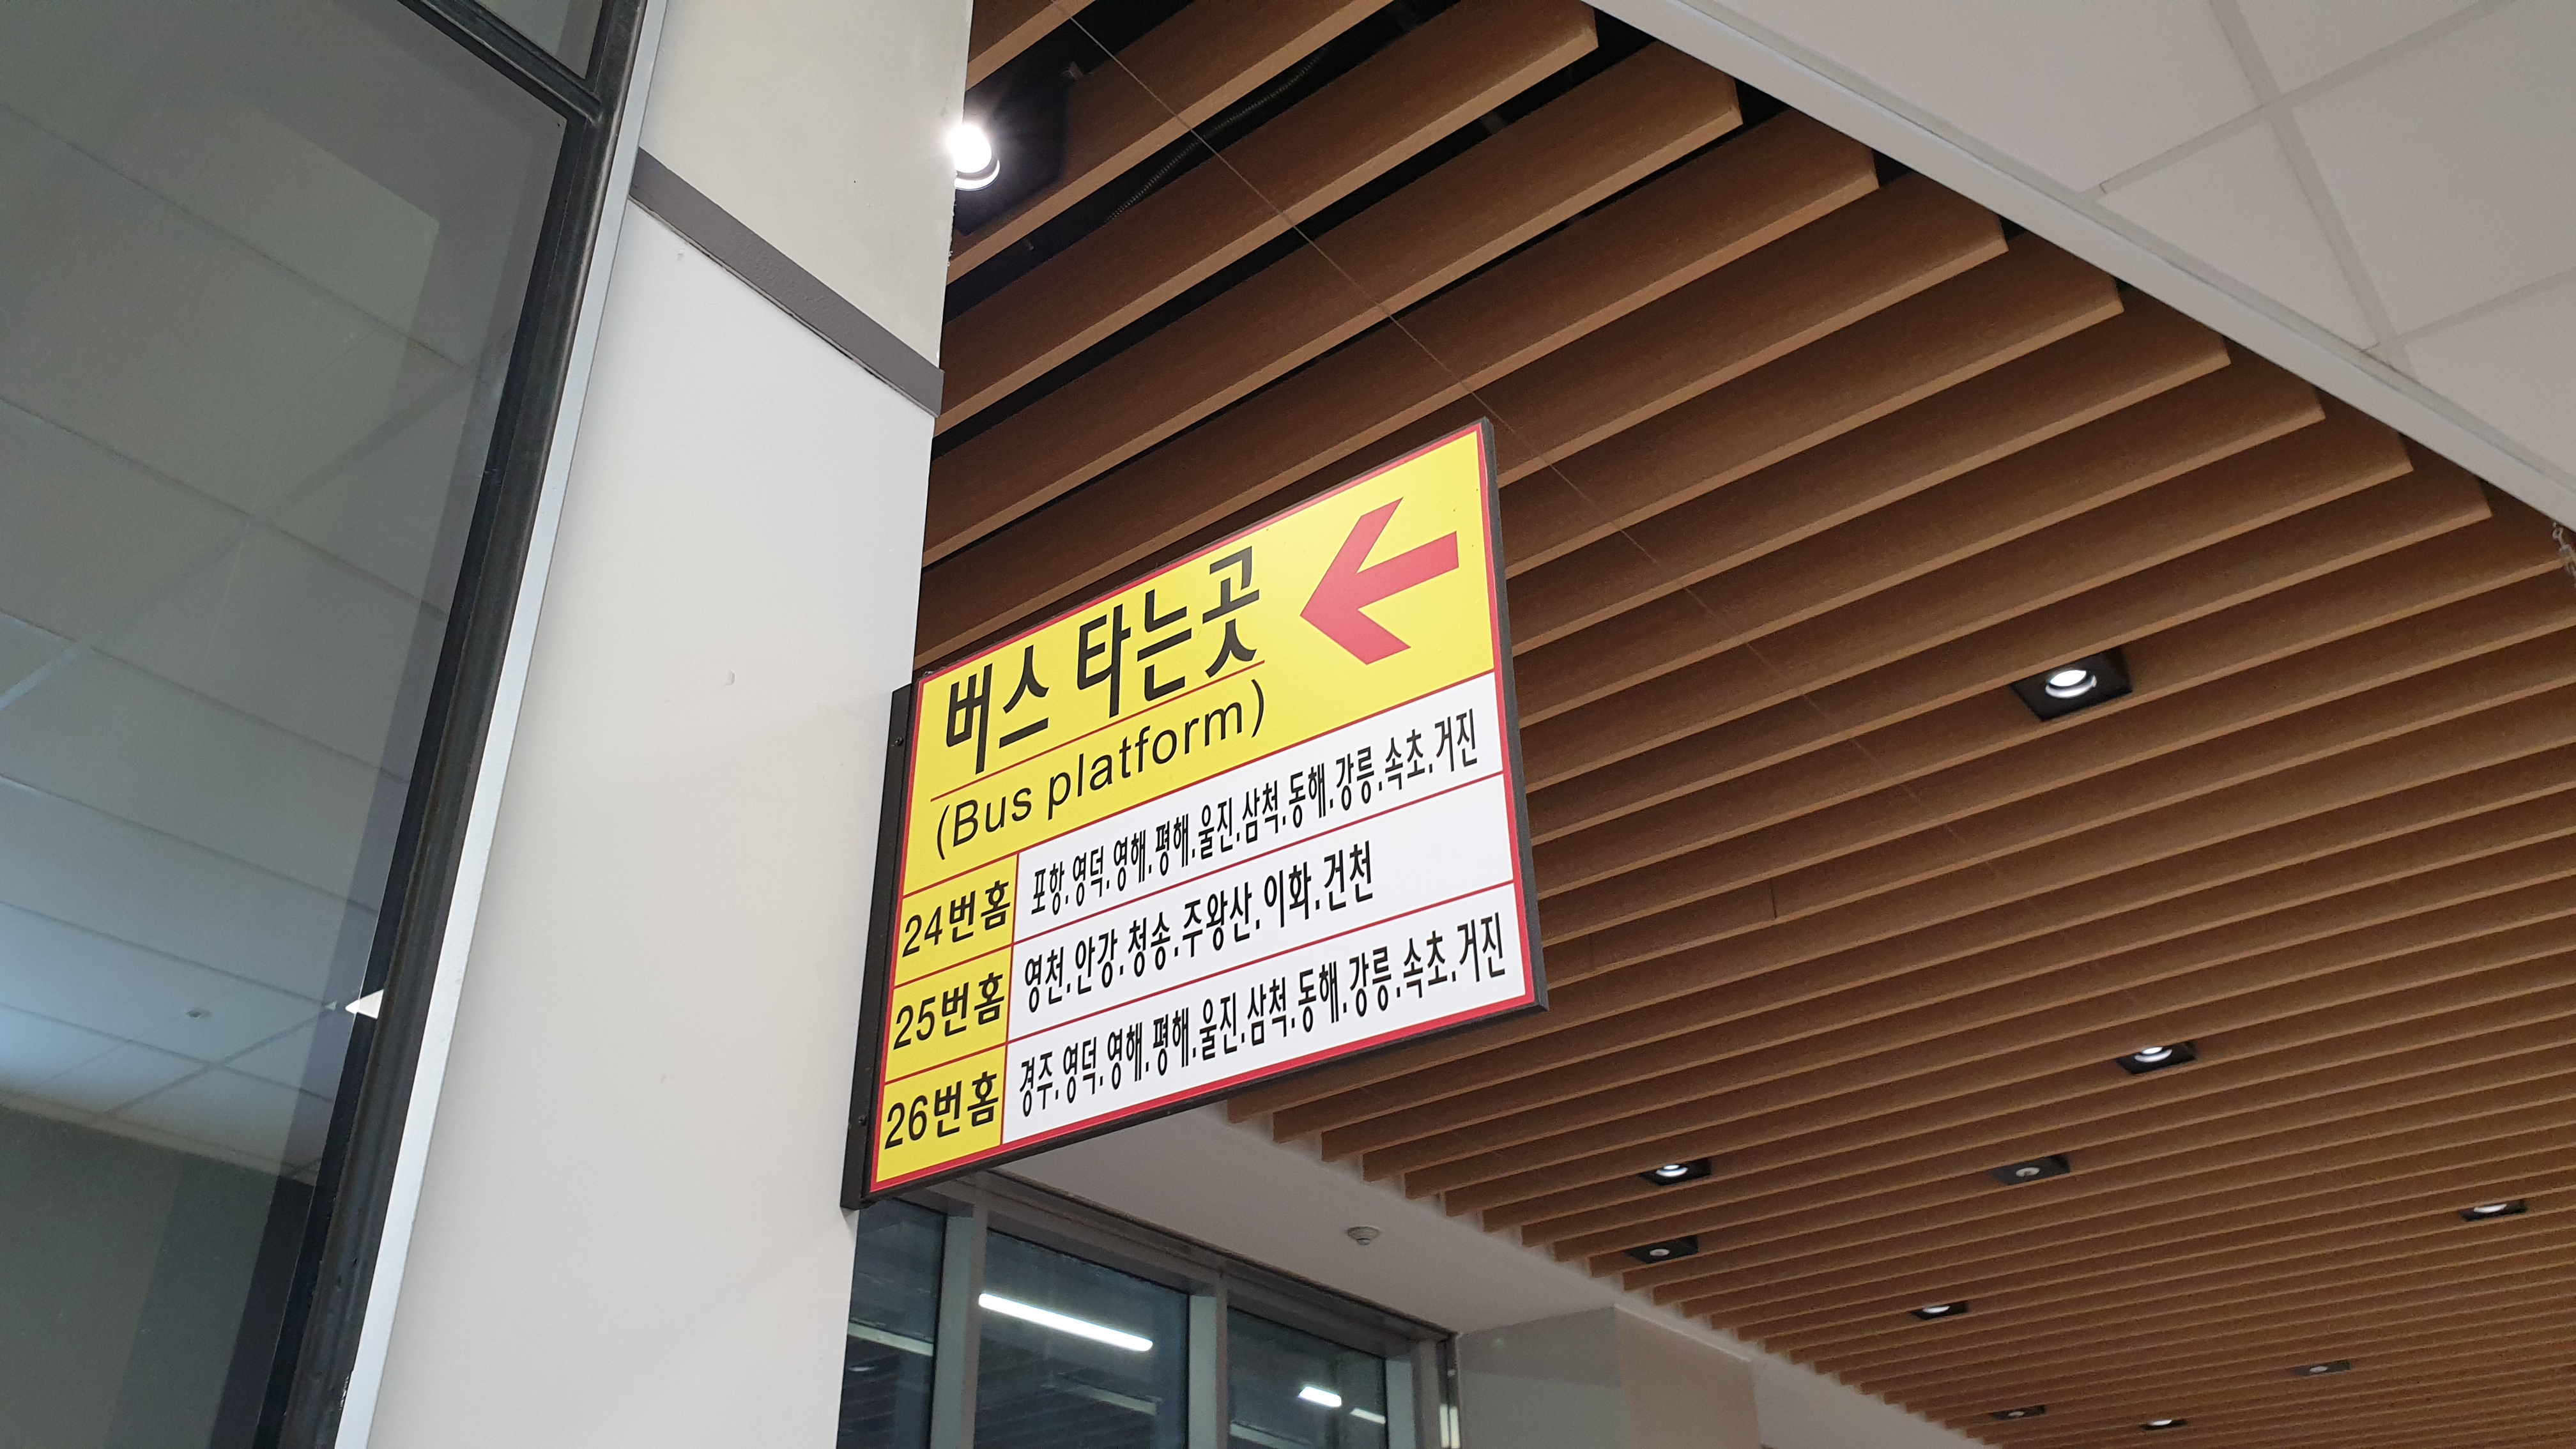 버스 타는곳
(Bus platform)
24번홈 포항.영덕.영해.평해.울진.삼척.동해.강릉.속초.거진
25번홈 영천.안강.청송.주왕산.이화.건천
26번홈 경주.영덕.영해.평해.울진.삼척.동해.강릉.속초.거진